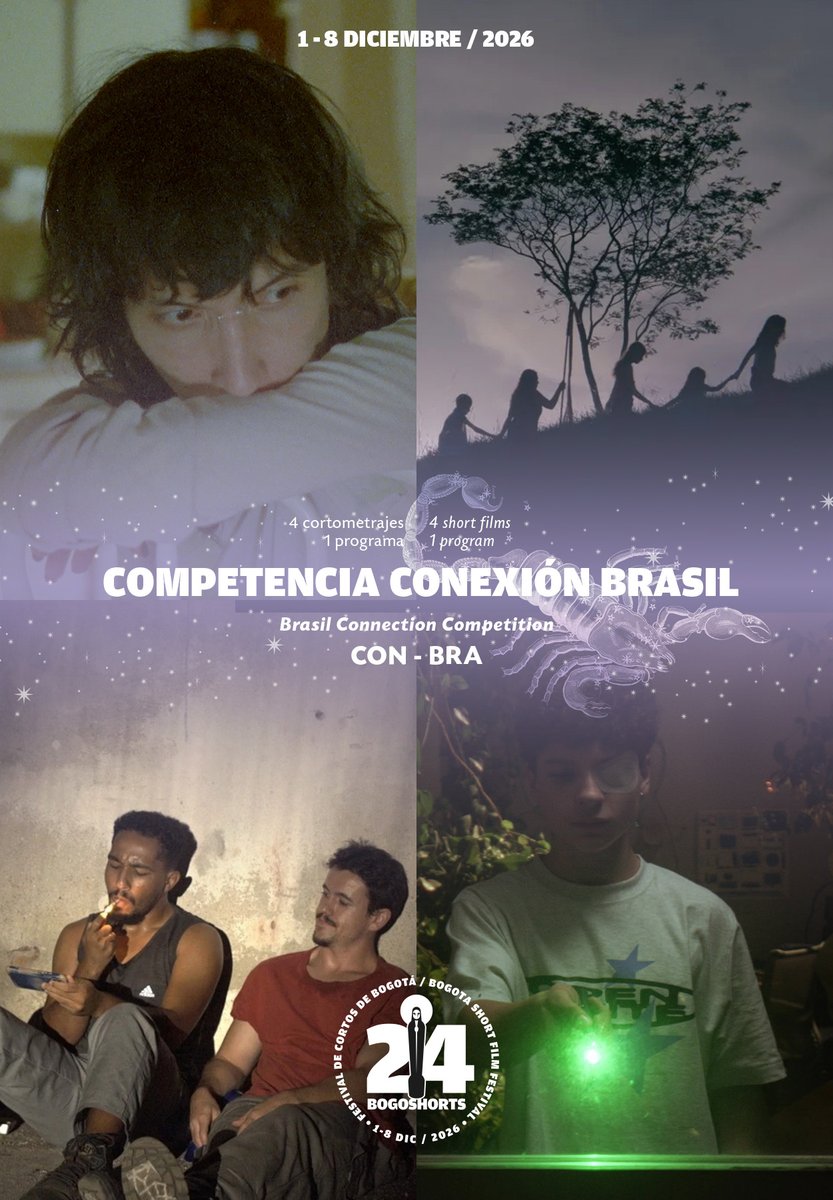 1 - 8 DICIEMBRE / 2026
4 cortometrajes
1 programa
4 short films
1 program
COMPETENCIA CONEXIÓN BRASIL
Brasil Connection Competition
CON - BRA
FESTIVAL DE CORTOS DE BOGOTÁ / BOGOTA SHORT FILM FESTIVAL
24
BOGOSHORTS
• 1-8 DIC / 2026 •
adidas